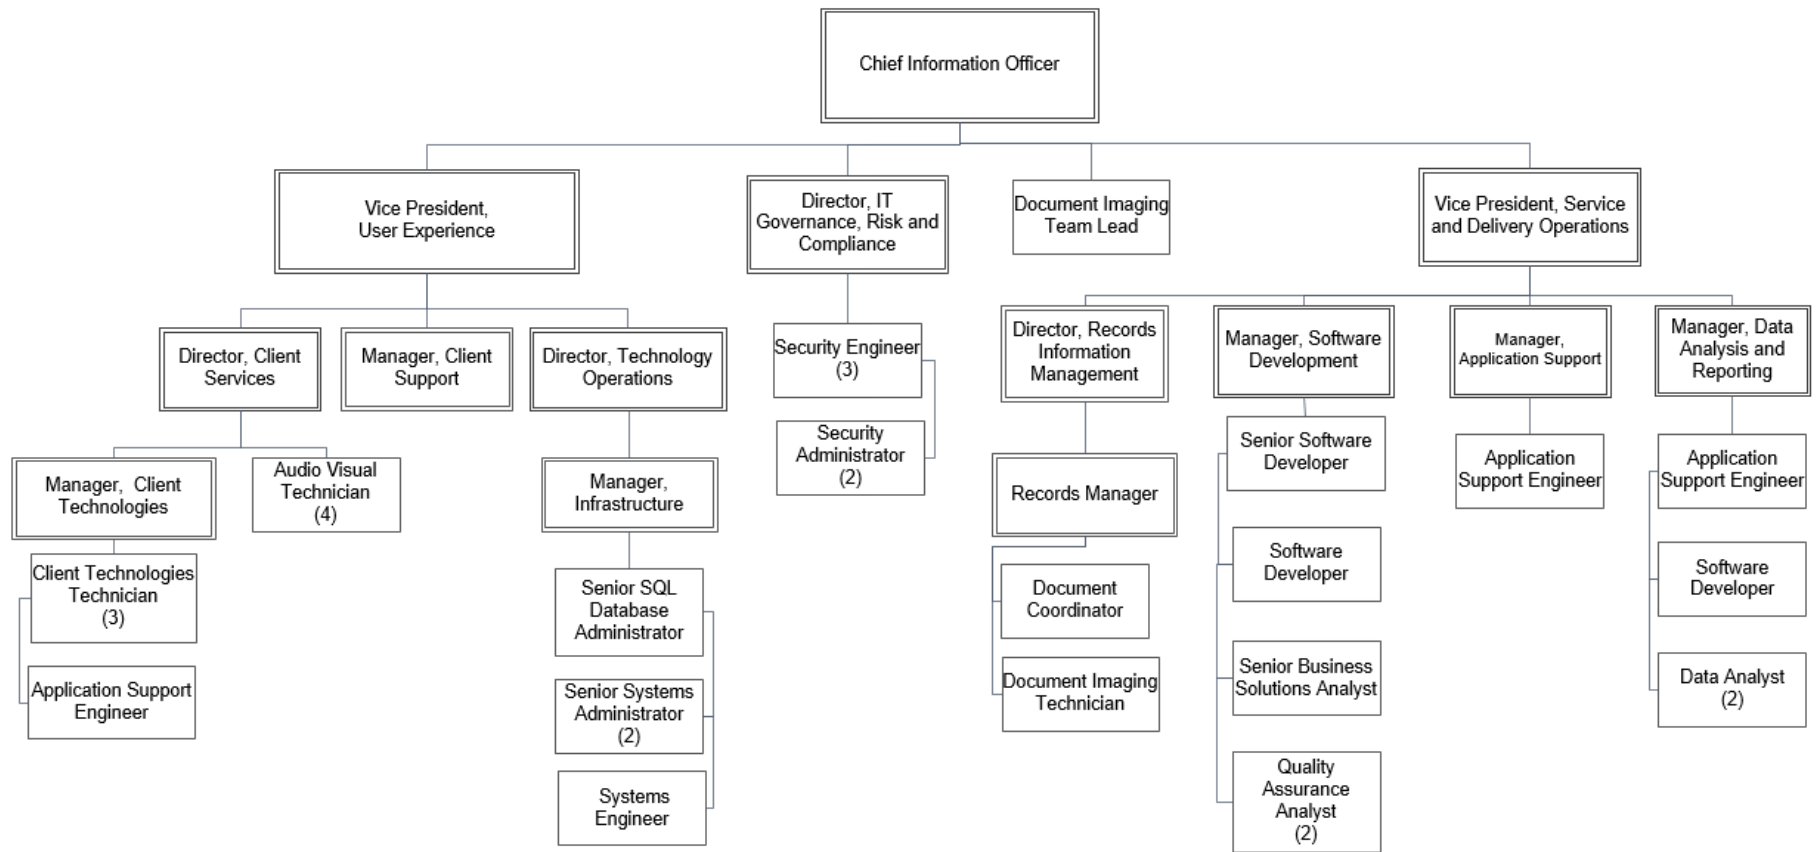 Chief Information Officer
Vice President,
User Experience
Director, IT
Governance, Risk and
Compliance
Document Imaging
Team Lead
Vice President, Service
and Delivery Operations
Director, Client
Services
Manager, Client
Support
Director, Technology
Operations
Security Engineer
(3)
Security
Administrator
(2)
Director, Records
Information
Management
Manager, Software
Development
Manager,
Application Support
Manager, Data
Analysis and
Reporting
Manager, Client
Technologies
Audio Visual
Technician
(4)
Manager,
Infrastructure
Records Manager
Senior Software
Developer
Application
Support Engineer
Application
Support Engineer
Client Technologies
Technician
(3)
Application Support
Engineer
Senior SQL
Database
Administrator
Senior Systems
Administrator
(2)
Systems
Engineer
Document
Coordinator
Document Imaging
Technician
Software
Developer
Senior Business
Solutions Analyst
Quality
Assurance
Analyst
(2)
Software
Developer
Data Analyst
(2)